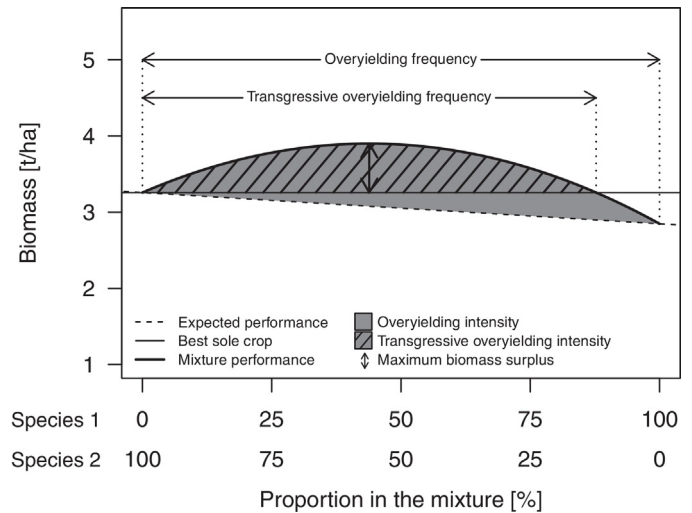 5
Overyielding frequency
Transgressive overyielding frequency
4
Biomass [t/ha]
3
2
Expected performance
Best sole crop
Mixture performance
Overyielding intensity
Transgressive overyielding intensity
Maximum biomass surplus
1
Species 1 0 25 50 75 100
Species 2 100 75 50 25 0
Proportion in the mixture [%]